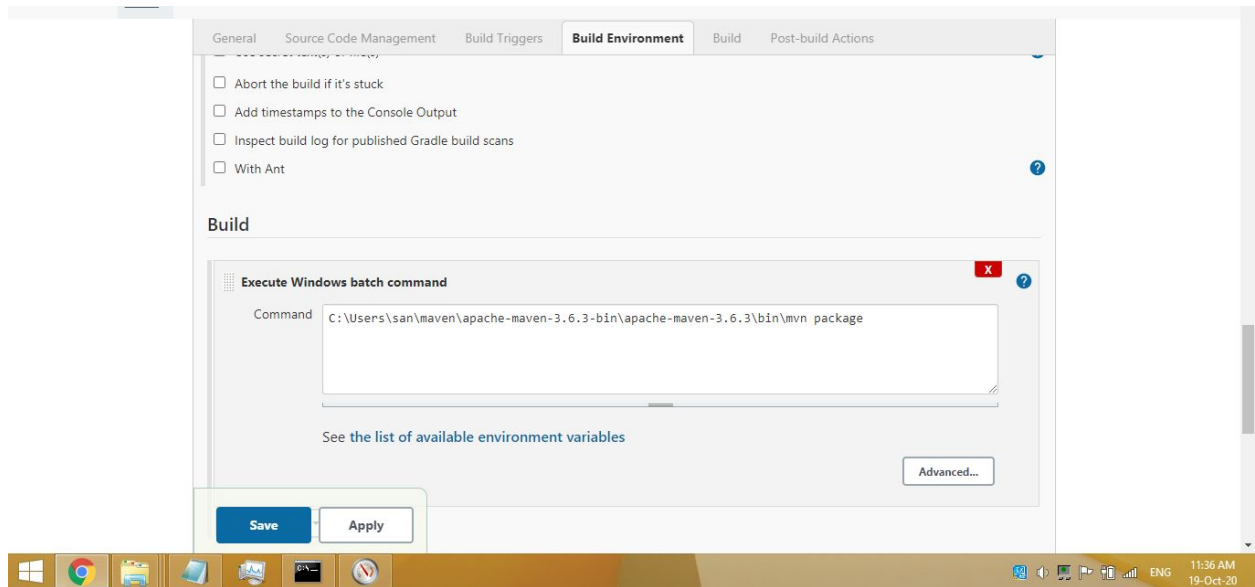 General Source Code Management Build Triggers Build Environment Build Post-build Actions
Abort the build if it's stuck
Add timestamps to the Console Output
Inspect build log for published Gradle build scans
With Ant
?
Build
Execute Windows batch command
X
?
Command
C:\Users\san\maven\apache-maven-3.6.3-bin\apache-maven-3.6.3\bin\mvn package
See the list of available environment variables
Advanced...
Save Apply
C:\_
ENG
11:36 AM
19-Oct-20